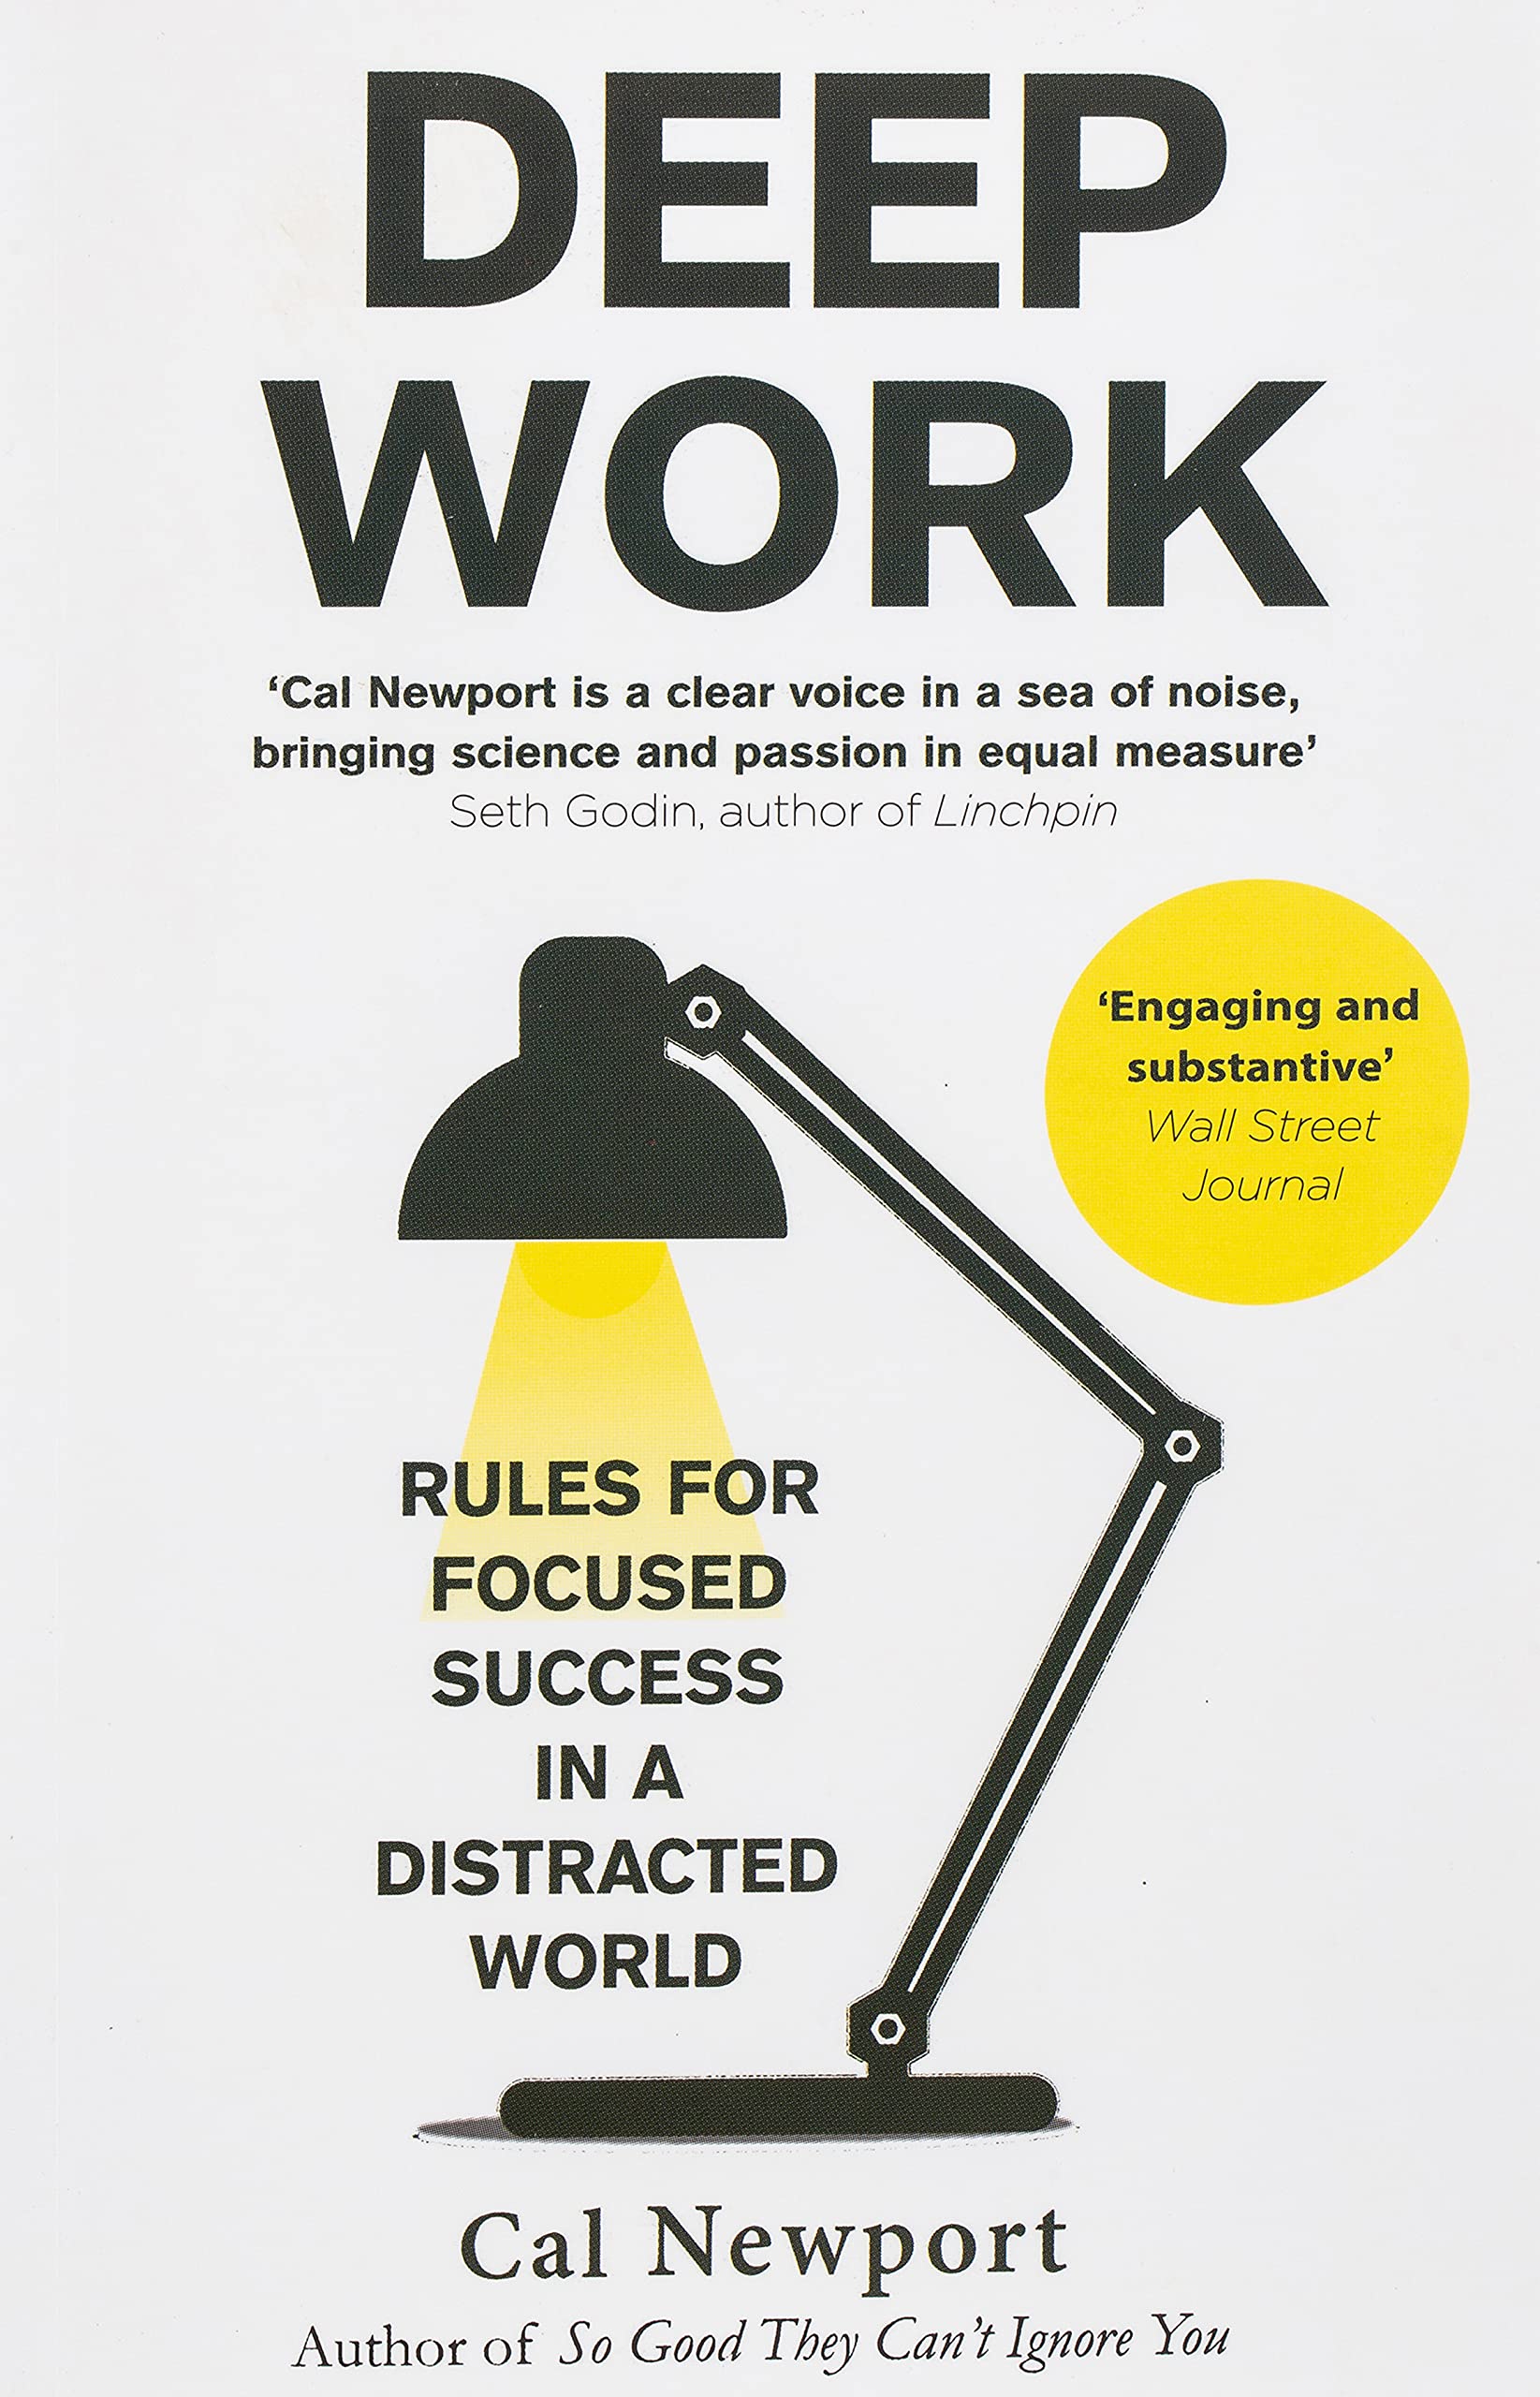 DEEP
WORK
‘Cal Newport is a clear voice in a sea of noise,
bringing science and passion in equal measure’
Seth Godin, author of Linchpin
‘Engaging and
substantive’
Wall Street
Journal
RULES FOR
FOCUSED
SUCCESS
IN A
DISTRACTED
WORLD
Cal Newport
Author of So Good They Can’t Ignore You